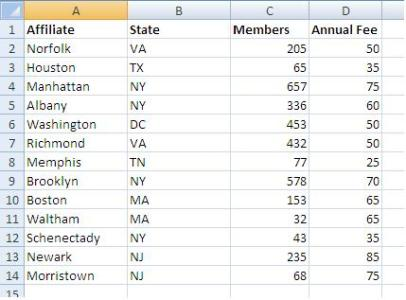 A B C D
1 Affiliate State Members Annual Fee
2 Norfolk VA 205 50
3 Houston TX 65 35
4 Manhattan NY 657 75
5 Albany NY 336 60
6 Washington DC 453 50
7 Richmond VA 432 50
8 Memphis TN 77 25
9 Brooklyn NY 578 70
10 Boston MA 153 65
11 Waltham MA 32 65
12 Schenectady NY 43 35
13 Newark NJ 235 85
14 Morristown NJ 68 75
15